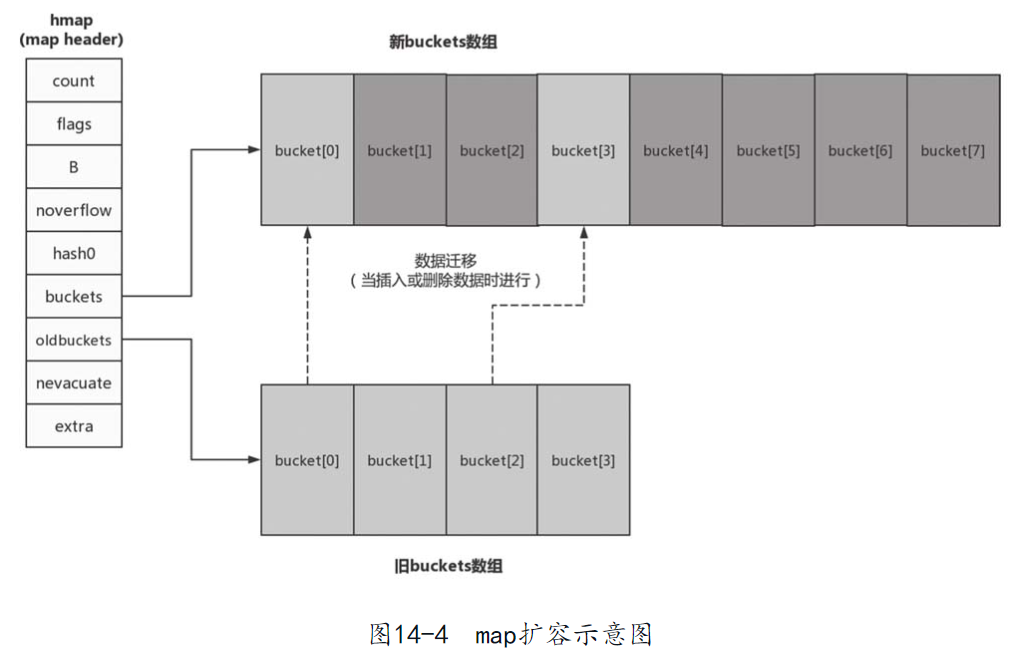 hmap
(map header)
count
flags
B
noverflow
hash0
buckets
oldbuckets
nevacuate
extra
新buckets数组
bucket[0]
bucket[1]
bucket[2]
bucket[3]
bucket[4]
bucket[5]
bucket[6]
bucket[7]
数据迁移
（当插入或删除数据时进行）
bucket[0]
bucket[1]
bucket[2]
bucket[3]
旧buckets数组
图14-4 map扩容示意图